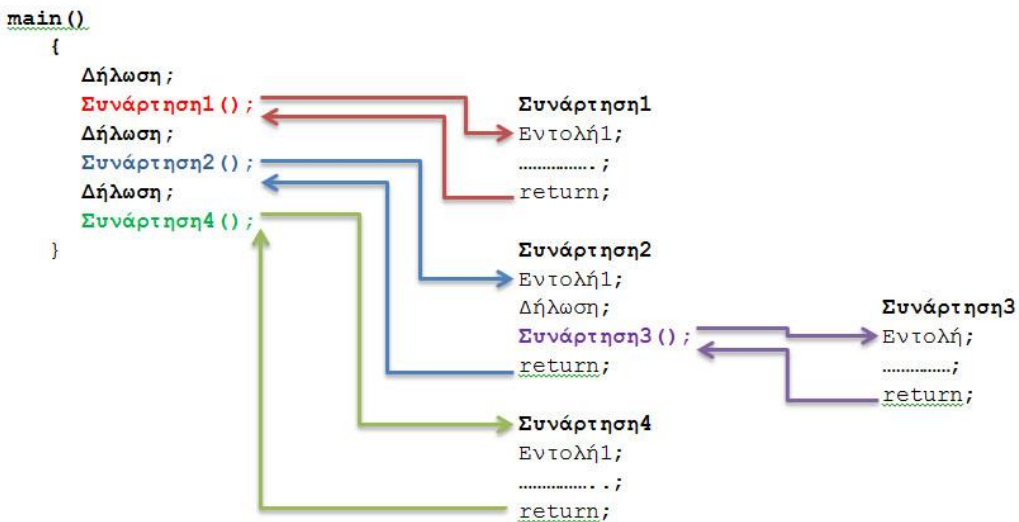 main()
{
Δήλωση;
Συνάρτηση1();
Δήλωση;
Συνάρτηση2();
Δήλωση;
Συνάρτηση4();
}
Συνάρτηση1
Εντολή1;
................;
return;
Συνάρτηση2
Εντολή1;
Δήλωση;
Συνάρτηση3();
return;
Συνάρτηση3
Εντολή;
...............;
return;
Συνάρτηση4
Εντολή1;
.................;
return;